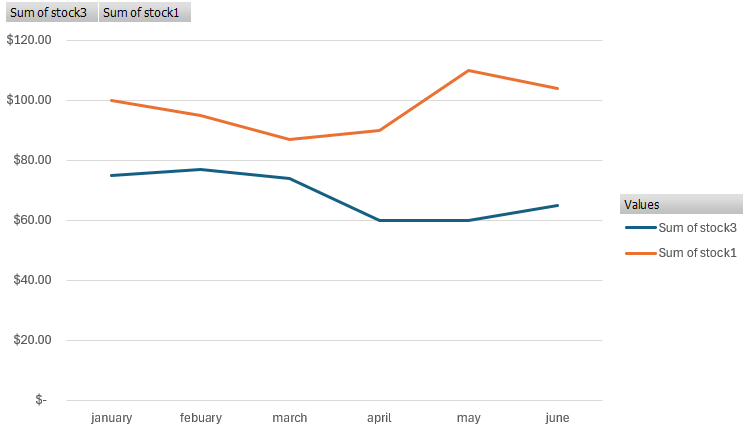 Sum of stock3 Sum of stock1
$120.00
$100.00
$80.00
$60.00
$40.00
$20.00
$-
january febuary march april may june
Values
Sum of stock3
Sum of stock1